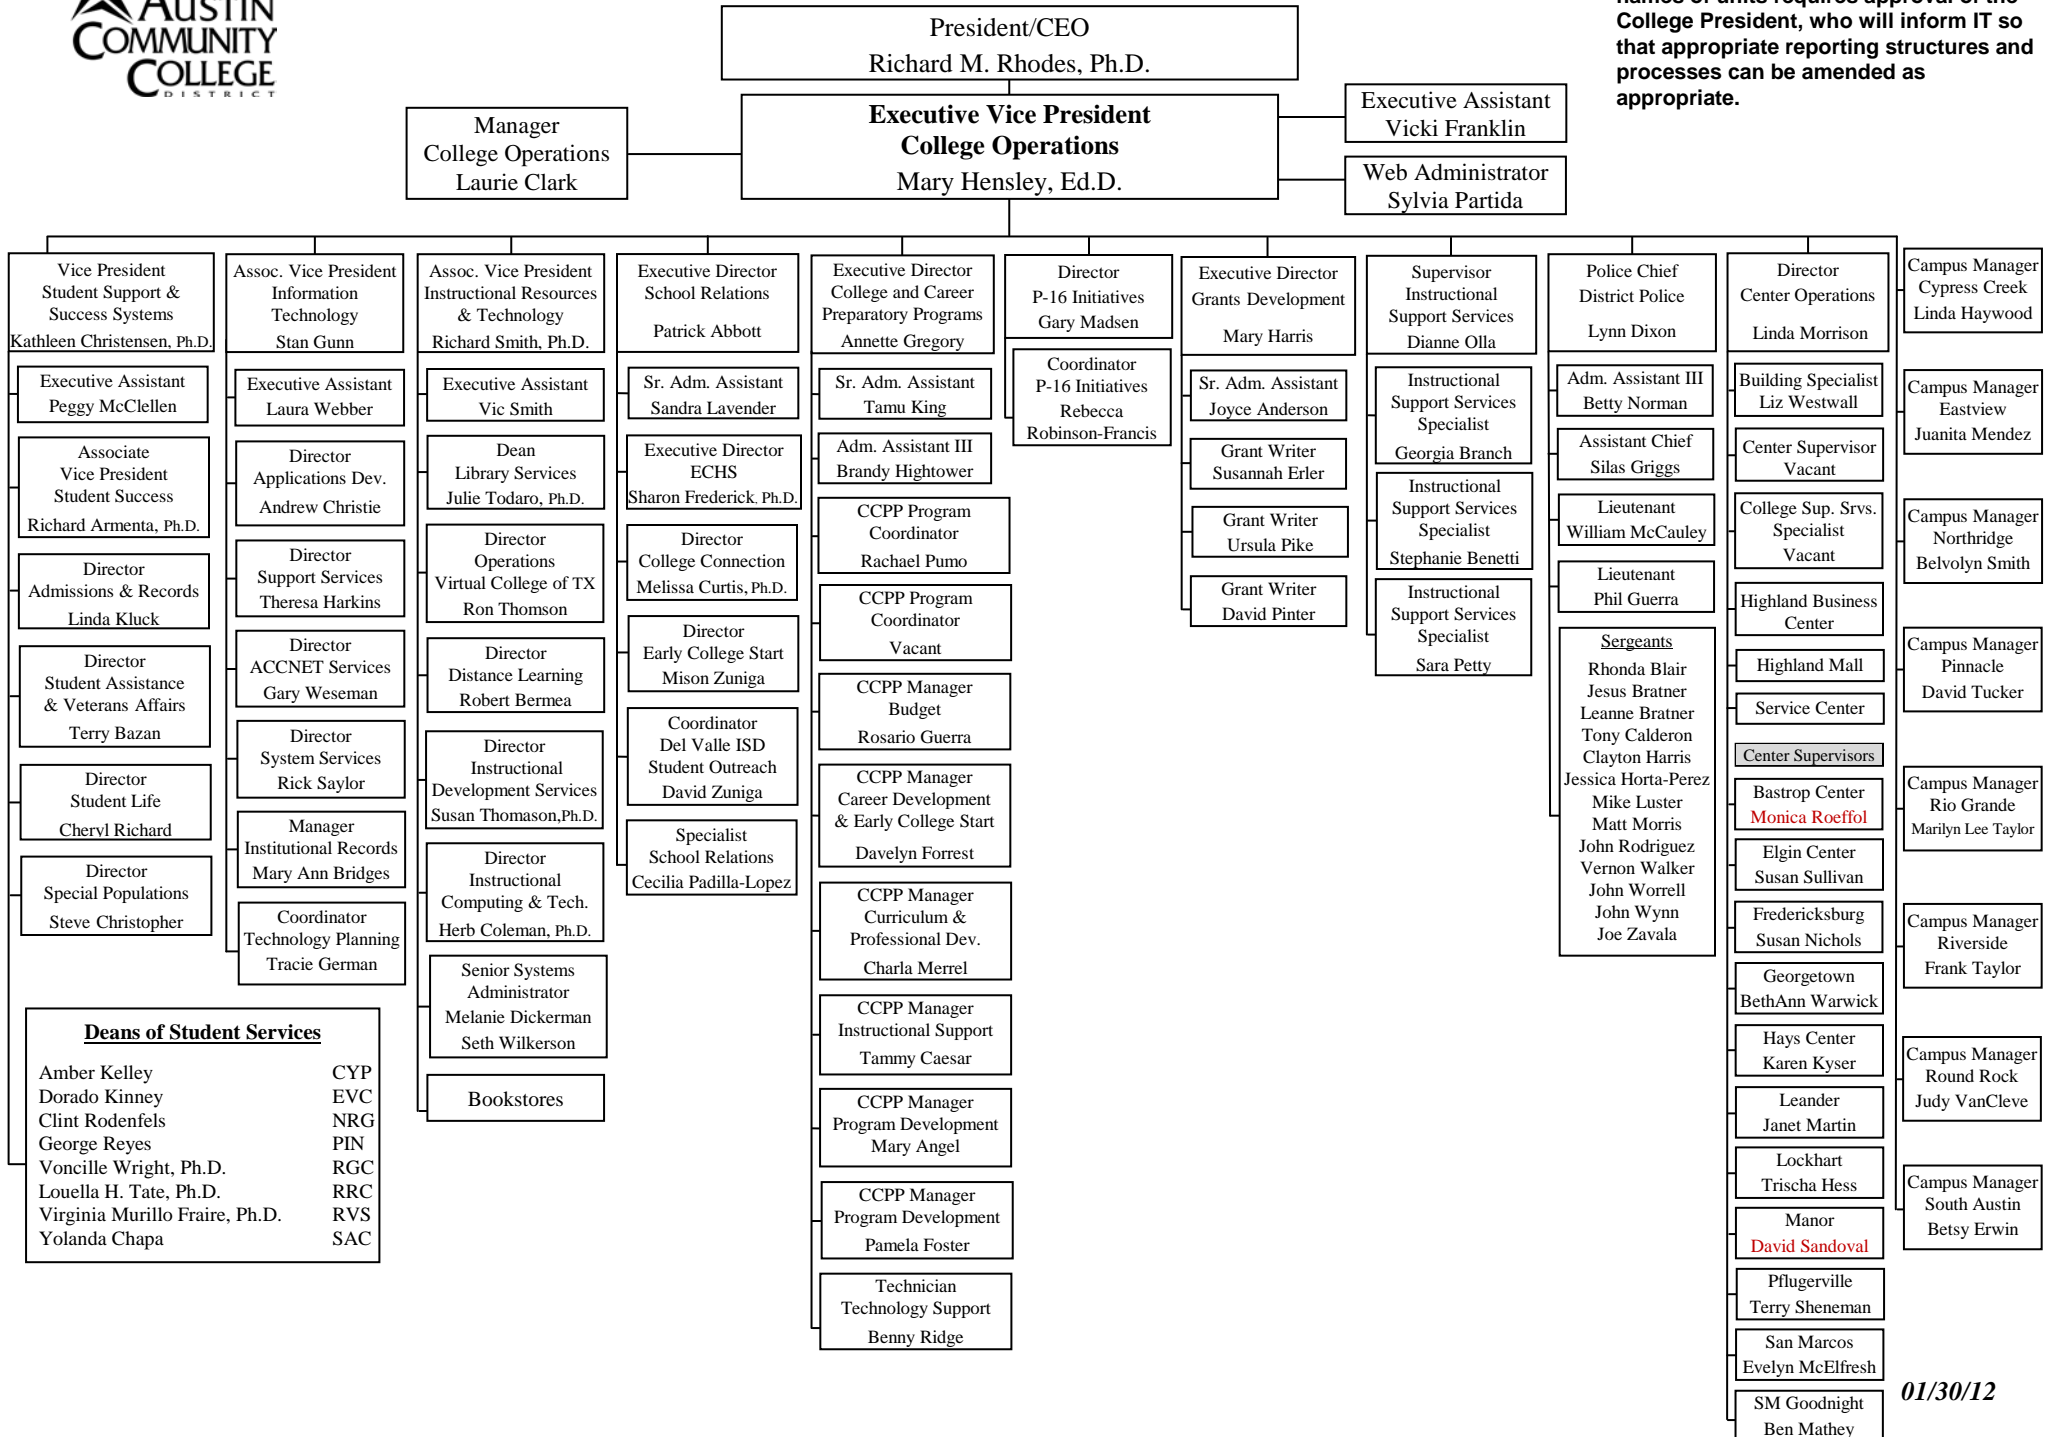 AUSTIN
COMMUNITY
COLLEGE
DISTRICT
President/CEO
Richard M. Rhodes, Ph.D.
names of units requires approval of the
College President, who will inform IT so
that appropriate reporting structures and
processes can be amended as
appropriate.
Manager
College Operations
Laurie Clark
Executive Vice President
College Operations
Mary Hensley, Ed.D.
Executive Assistant
Vicki Franklin
Web Administrator
Sylvia Partida
Vice President
Student Support &
Success Systems
Kathleen Christensen, Ph.D.
Executive Assistant
Peggy McClellen
Associate
Vice President
Student Success
Richard Armenta, Ph.D.
Director
Admissions & Records
Linda Kluck
Director
Student Assistance
& Veterans Affairs
Terry Bazan
Director
Student Life
Cheryl Richard
Director
Special Populations
Steve Christopher
Deans of Student Services
Amber Kelley CYP
Dorado Kinney EVC
Clint Rodenfels NRG
George Reyes PIN
Voncille Wright, Ph.D. RGC
Louella H. Tate, Ph.D. RRC
Virginia Murillo Fraire, Ph.D. RVS
Yolanda Chapa SAC
Assoc. Vice President
Information
Technology
Stan Gunn
Executive Assistant
Laura Webber
Director
Applications Dev.
Andrew Christie
Director
Support Services
Theresa Harkins
Director
ACCNET Services
Gary Weseman
Director
System Services
Rick Saylor
Manager
Institutional Records
Mary Ann Bridges
Coordinator
Technology Planning
Tracie German
Assoc. Vice President
Instructional Resources
& Technology
Richard Smith, Ph.D.
Executive Assistant
Vic Smith
Dean
Library Services
Julie Todaro, Ph.D.
Director
Operations
Virtual College of TX
Ron Thomson
Director
Distance Learning
Robert Bermea
Director
Instructional
Development Services
Susan Thomason,Ph.D.
Director
Instructional
Computing & Tech.
Herb Coleman, Ph.D.
Senior Systems
Administrator
Melanie Dickerman
Seth Wilkerson
Bookstores
Executive Director
School Relations
Patrick Abbott
Sr. Adm. Assistant
Sandra Lavender
Executive Director
ECHS
Sharon Frederick, Ph.D.
Director
College Connection
Melissa Curtis, Ph.D.
Director
Early College Start
Mison Zuniga
Coordinator
Del Valle ISD
Student Outreach
David Zuniga
Specialist
School Relations
Cecilia Padilla-Lopez
Executive Director
College and Career
Preparatory Programs
Annette Gregory
Sr. Adm. Assistant
Tamu King
Adm. Assistant III
Brandy Hightower
CCPP Program
Coordinator
Rachael Pumo
CCPP Program
Coordinator
Vacant
CCPP Manager
Budget
Rosario Guerra
CCPP Manager
Career Development
& Early College Start
Davelyn Forrest
CCPP Manager
Curriculum &
Professional Dev.
Charla Merrel
CCPP Manager
Instructional Support
Tammy Caesar
CCPP Manager
Program Development
Mary Angel
CCPP Manager
Program Development
Pamela Foster
Technician
Technology Support
Benny Ridge
Director
P-16 Initiatives
Gary Madsen
Coordinator
P-16 Initiatives
Rebecca
Robinson-Francis
Executive Director
Grants Development
Mary Harris
Sr. Adm. Assistant
Joyce Anderson
Grant Writer
Susannah Erler
Grant Writer
Ursula Pike
Grant Writer
David Pinter
Supervisor
Instructional
Support Services
Dianne Olla
Instructional
Support Services
Specialist
Georgia Branch
Instructional
Support Services
Specialist
Stephanie Benetti
Instructional
Support Services
Specialist
Sara Petty
Police Chief
District Police
Lynn Dixon
Adm. Assistant III
Betty Norman
Assistant Chief
Silas Griggs
Lieutenant
William McCauley
Lieutenant
Phil Guerra
Sergeants
Rhonda Blair
Jesus Bratner
Leanne Bratner
Tony Calderon
Clayton Harris
Jessica Horta-Perez
Mike Luster
Matt Morris
John Rodriguez
Vernon Walker
John Worrell
John Wynn
Joe Zavala
Director
Center Operations
Linda Morrison
Building Specialist
Liz Westwall
Center Supervisor
Vacant
College Sup. Srvs.
Specialist
Vacant
Highland Business
Center
Highland Mall
Service Center
Center Supervisors
Bastrop Center
Monica Roeffol
Elgin Center
Susan Sullivan
Fredericksburg
Susan Nichols
Georgetown
BethAnn Warwick
Hays Center
Karen Kyser
Leander
Janet Martin
Lockhart
Trischa Hess
Manor
David Sandoval
Pflugerville
Terry Sheneman
San Marcos
Evelyn McElfresh
SM Goodnight
Ben Mathey
Campus Manager
Cypress Creek
Linda Haywood
Campus Manager
Eastview
Juanita Mendez
Campus Manager
Northridge
Belvolyn Smith
Campus Manager
Pinnacle
David Tucker
Campus Manager
Rio Grande
Marilyn Lee Taylor
Campus Manager
Riverside
Frank Taylor
Campus Manager
Round Rock
Judy VanCleve
Campus Manager
South Austin
Betsy Erwin
01/30/12